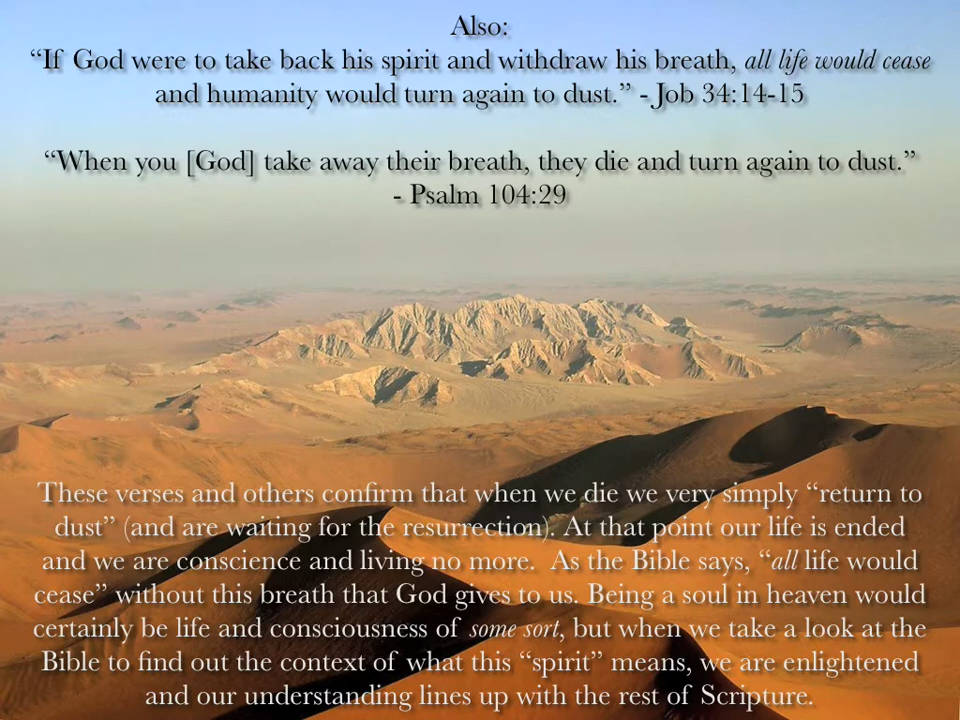 Also:
“If God were to take back his spirit and withdraw his breath, all life would cease
and humanity would turn again to dust.” - Job 34:14-15
“When you [God] take away their breath, they die and turn again to dust.”
- Psalm 104:29
These verses and others confirm that when we die we very simply “return to
dust” (and are waiting for the resurrection). At that point our life is ended
and we are conscience and living no more. As the Bible says, “all life would
cease” without this breath that God gives to us. Being a soul in heaven would
certainly be life and consciousness of some sort, but when we take a look at the
Bible to find out the context of what this “spirit” means, we are enlightened
and our understanding lines up with the rest of Scripture.